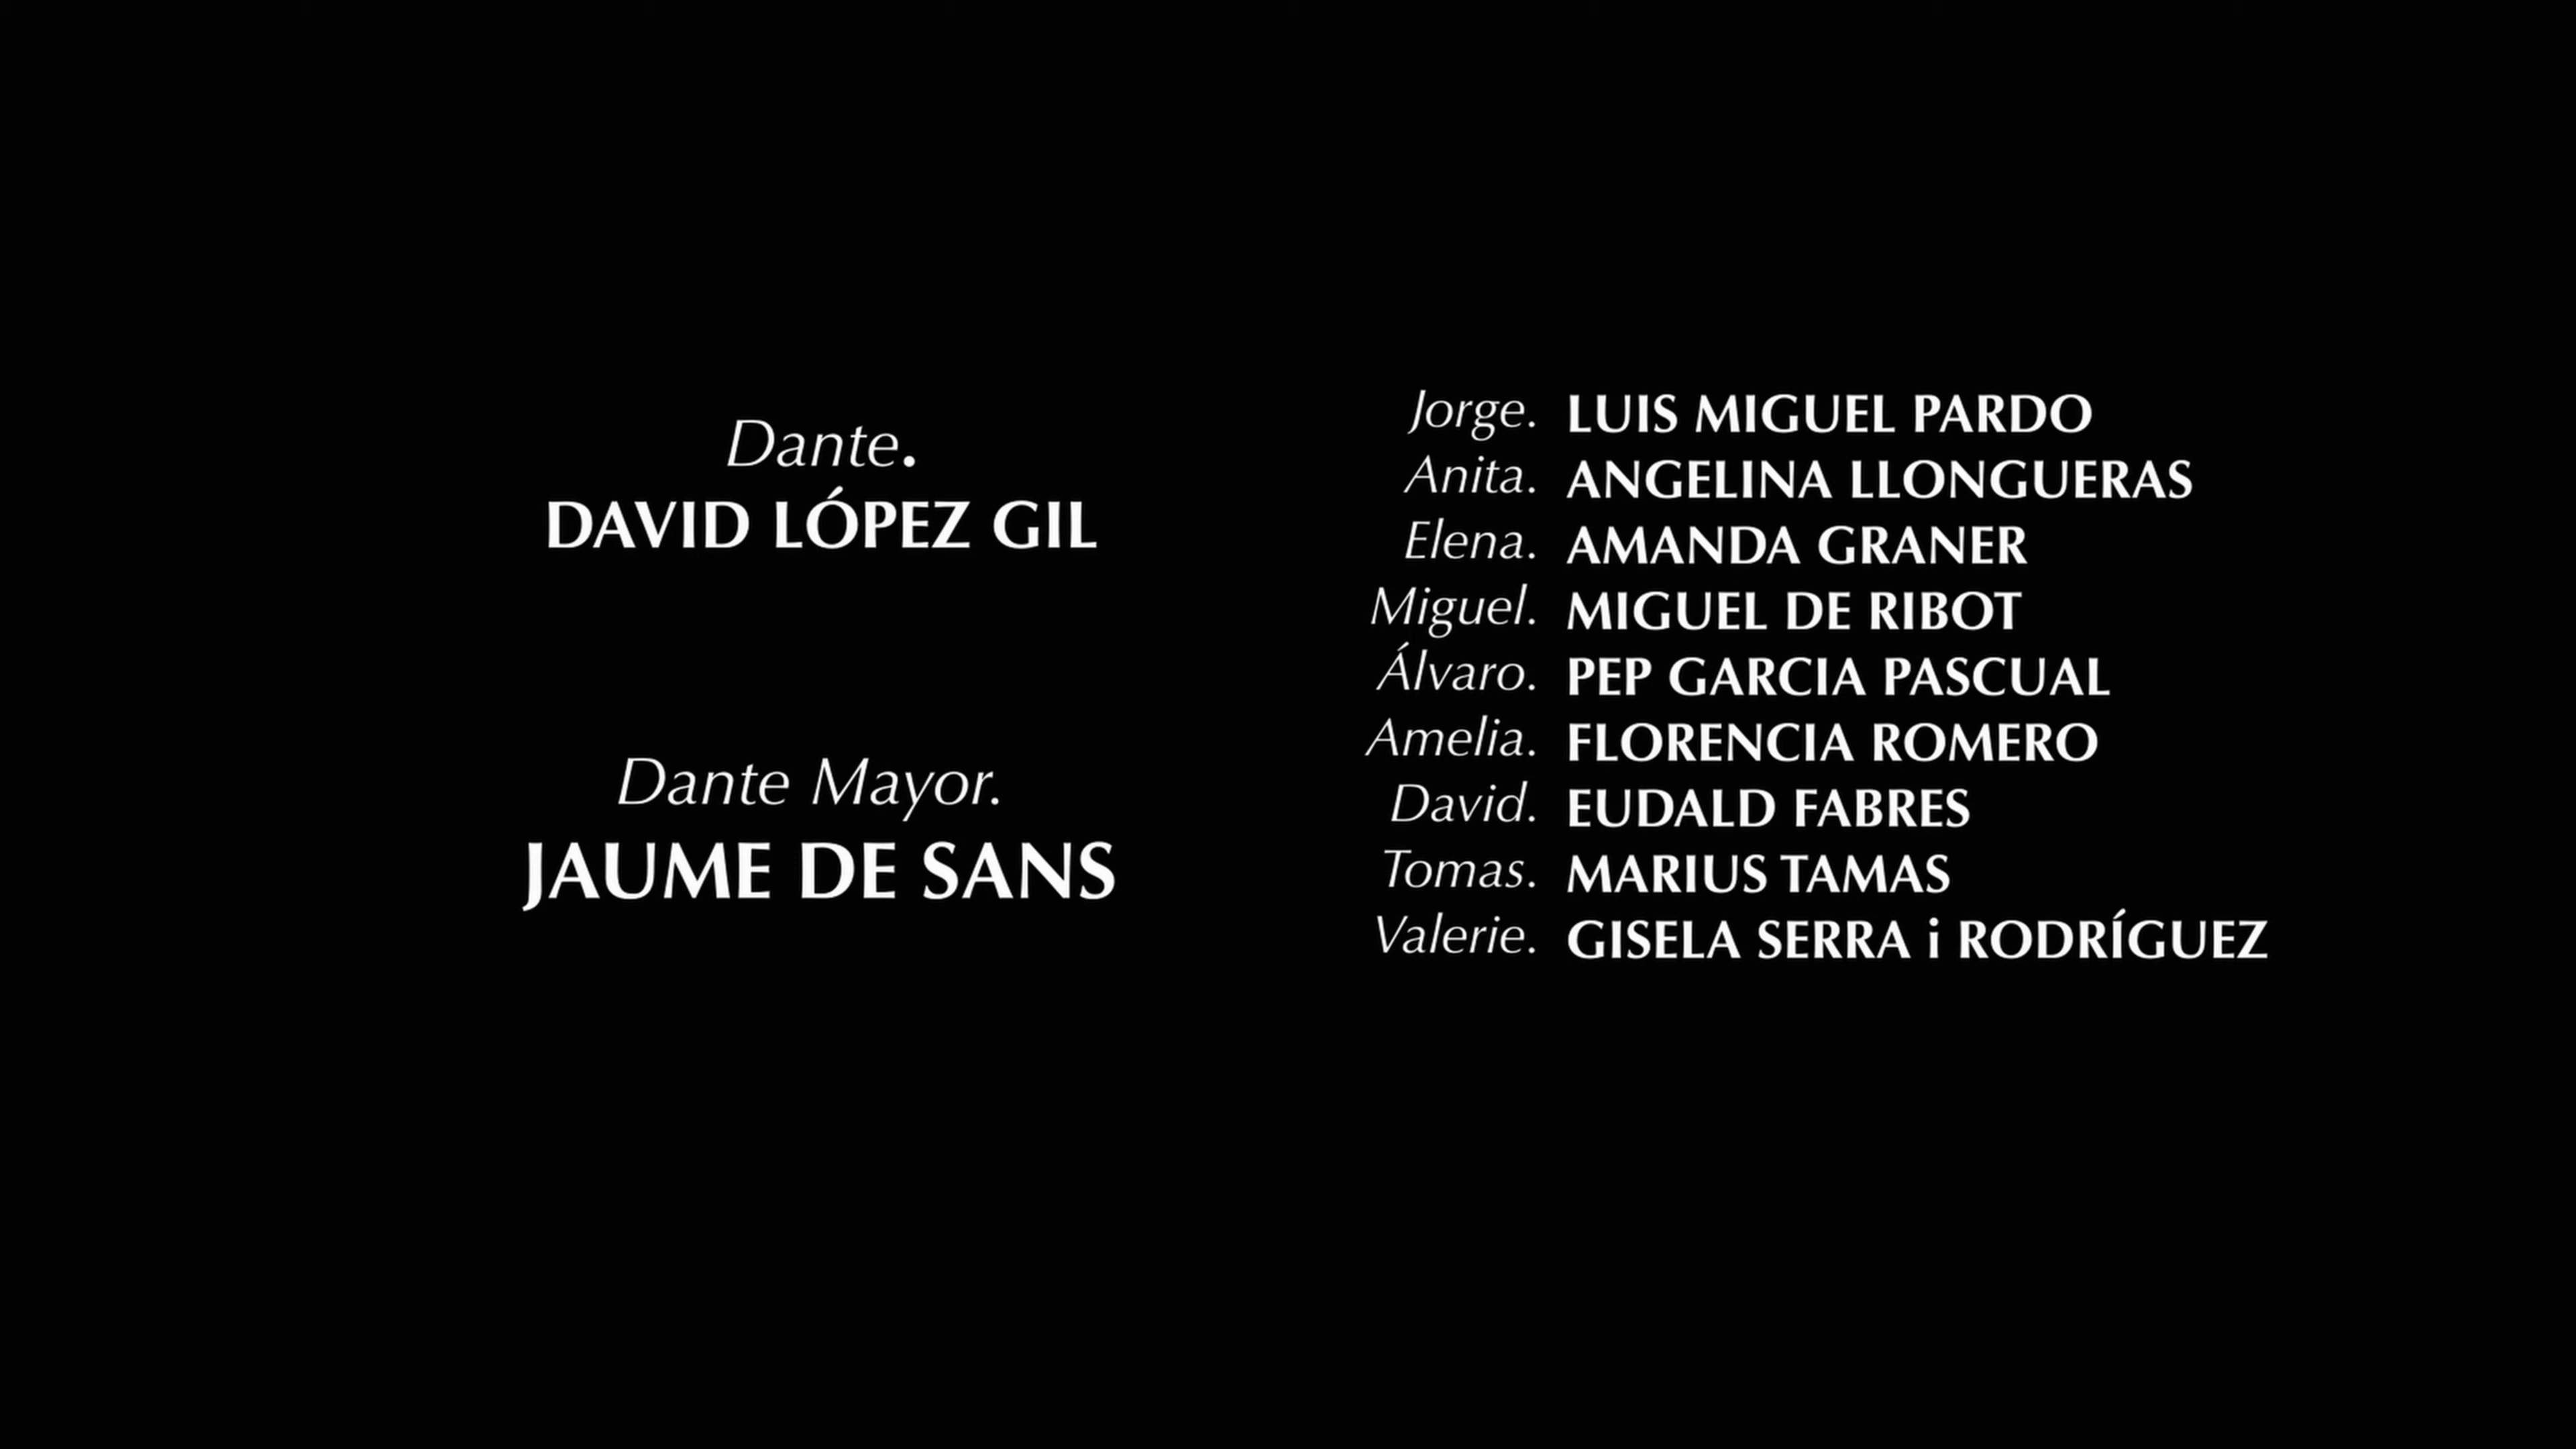 Dante.
DAVID LÓPEZ GIL
Dante Mayor.
JAUME DE SANS
Jorge. LUIS MIGUEL PARDO
Anita. ANGELINA LLONGUERAS
Elena. AMANDA GRANER
Miguel. MIGUEL DE RIBOT
Álvaro. PEP GARCIA PASCUAL
Amelia. FLORENCIA ROMERO
David. EUDALD FABRES
Tomas. MARIUS TAMAS
Valerie. GISELA SERRA i RODRÍGUEZ